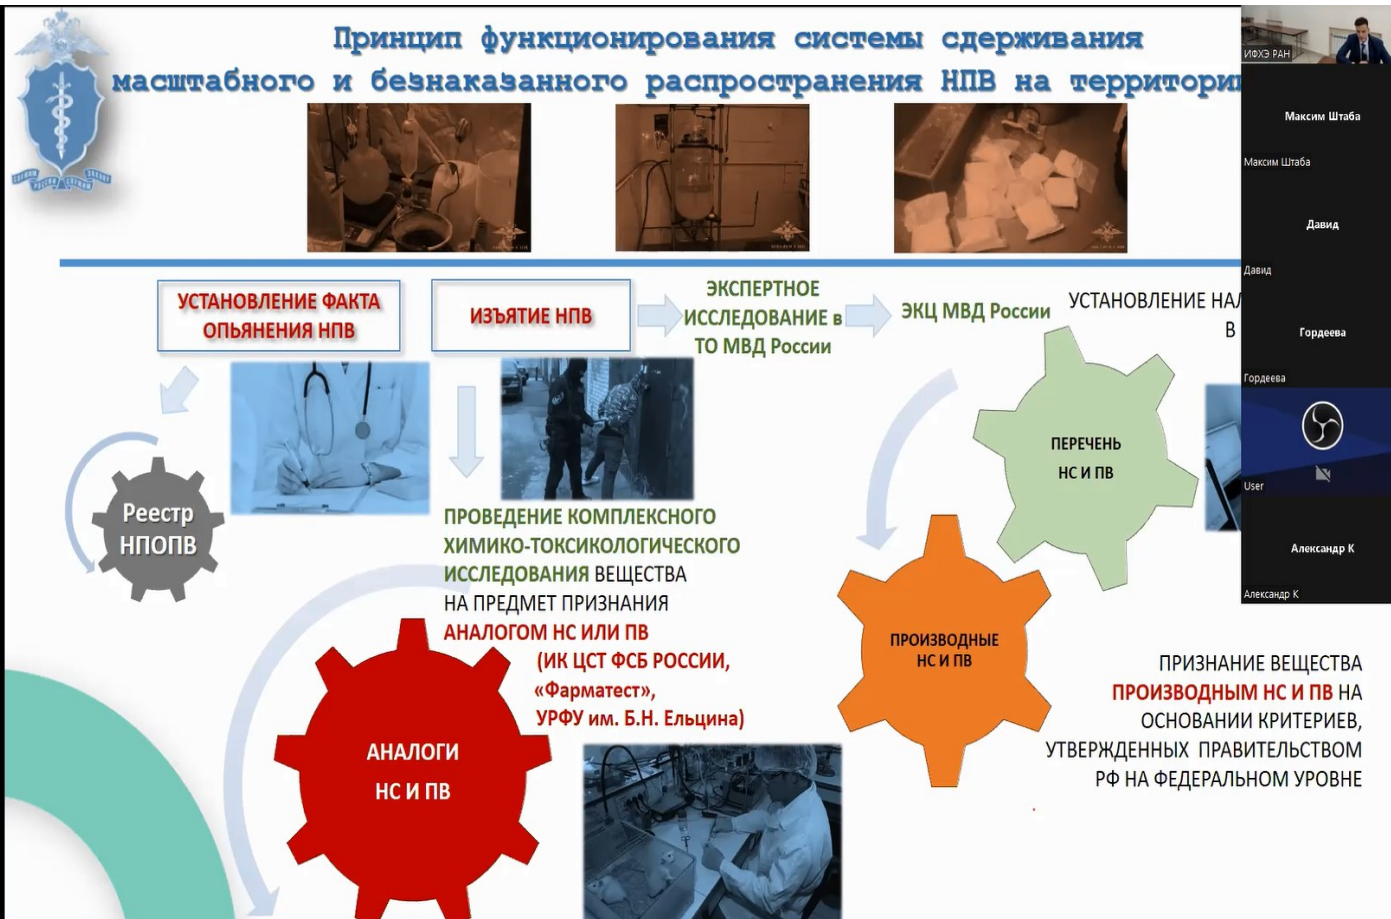 Принцип функционирования системы сдерживания
масштабного и безнаказанного распространения НПВ на территори
УСТАНОВЛЕНИЕ ФАКТА
ОПЬЯНЕНИЯ НПВ
ИЗЪЯТИЕ НПВ
ЭКСПЕРТНОЕ
ИССЛЕДОВАНИЕ в
ТО МВД России
ЭКЦ МВД России
УСТАНОВЛЕНИЕ НАЛ
В
Реестр
НПОПВ
ПРОВЕДЕНИЕ КОМПЛЕКСНОГО
ХИМИКО-ТОКСИКОЛОГИЧЕСКОГО
ИССЛЕДОВАНИЯ ВЕЩЕСТВА
НА ПРЕДМЕТ ПРИЗНАНИЯ
АНАЛОГОМ НС ИЛИ ПВ
(ИК ЦСТ ФСБ РОССИИ,
«Фарматест»,
УРФУ им. Б.Н. Ельцина)
АНАЛОГИ
НС И ПВ
ПЕРЕЧЕНЬ
НС И ПВ
ПРОИЗВОДНЫЕ
НС И ПВ
ПРИЗНАНИЕ ВЕЩЕСТВА
ПРОИЗВОДНЫМ НС И ПВ НА
ОСНОВАНИИ КРИТЕРИЕВ,
УТВЕРЖДЕННЫХ ПРАВИТЕЛЬСТВОМ
РФ НА ФЕДЕРАЛЬНОМ УРОВНЕ
ИФХЭ РАН
Максим Штаба
Максим Штаба
Давид
Давид
Гордеева
Гордеева
User
Александр К
Александр К